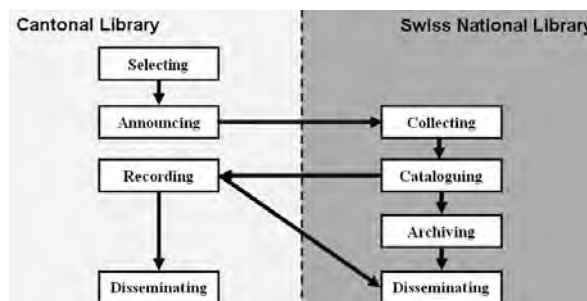 Cantonal Library
Swiss National Library
Selecting
Announcing
Collecting
Recording
Cataloguing
Archiving
Disseminating
Disseminating